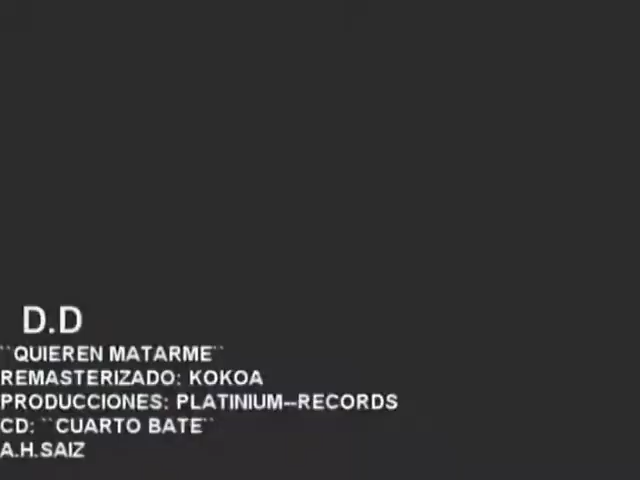 D.D
``QUIEREN MATARME``
REMASTERIZADO: KOKOA
PRODUCCIONES: PLATINIUM--RECORDS
CD: ``CUARTO BATE``
A.H.SAIZ